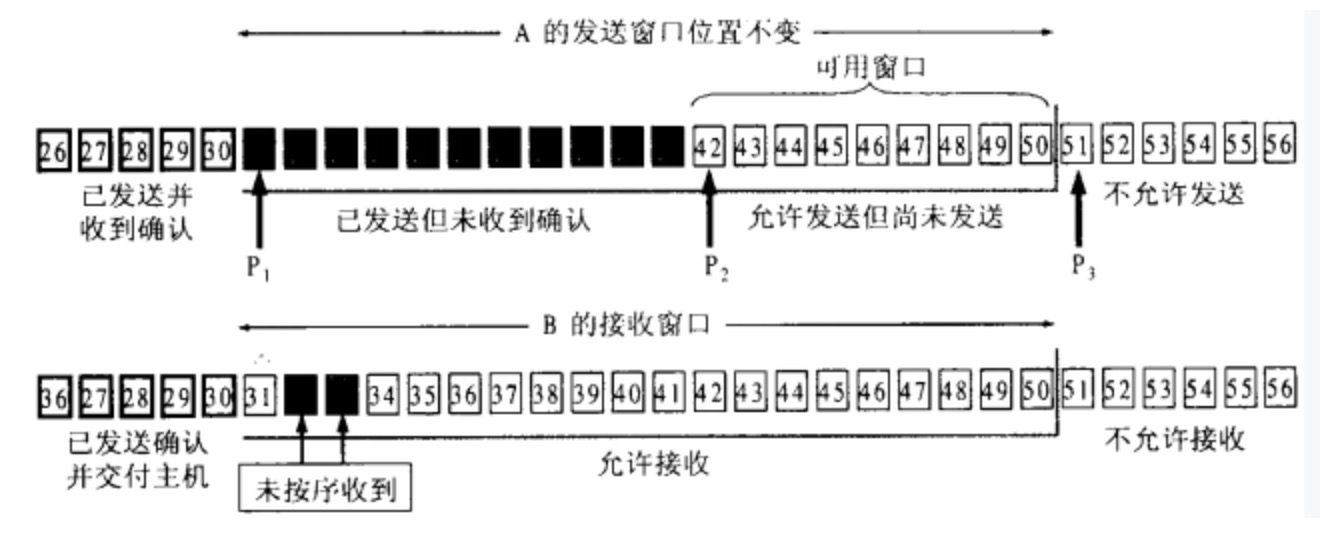 A 的发送窗口位置不变
可用窗口
26 27 28 29 30 42 43 44 45 46 47 48 49 50 51 52 53 54 55 56
已发送并
收到确认
已发送但未收到确认
允许发送但尚未发送
不允许发送
P1
P2
P3
B 的接收窗口
36 27 28 29 30 31 34 35 36 37 38 39 40 41 42 43 44 45 46 47 48 49 50 51 52 53 54 55 56
已发送确认
并交付主机
未按序收到
允许接收
不允许接收